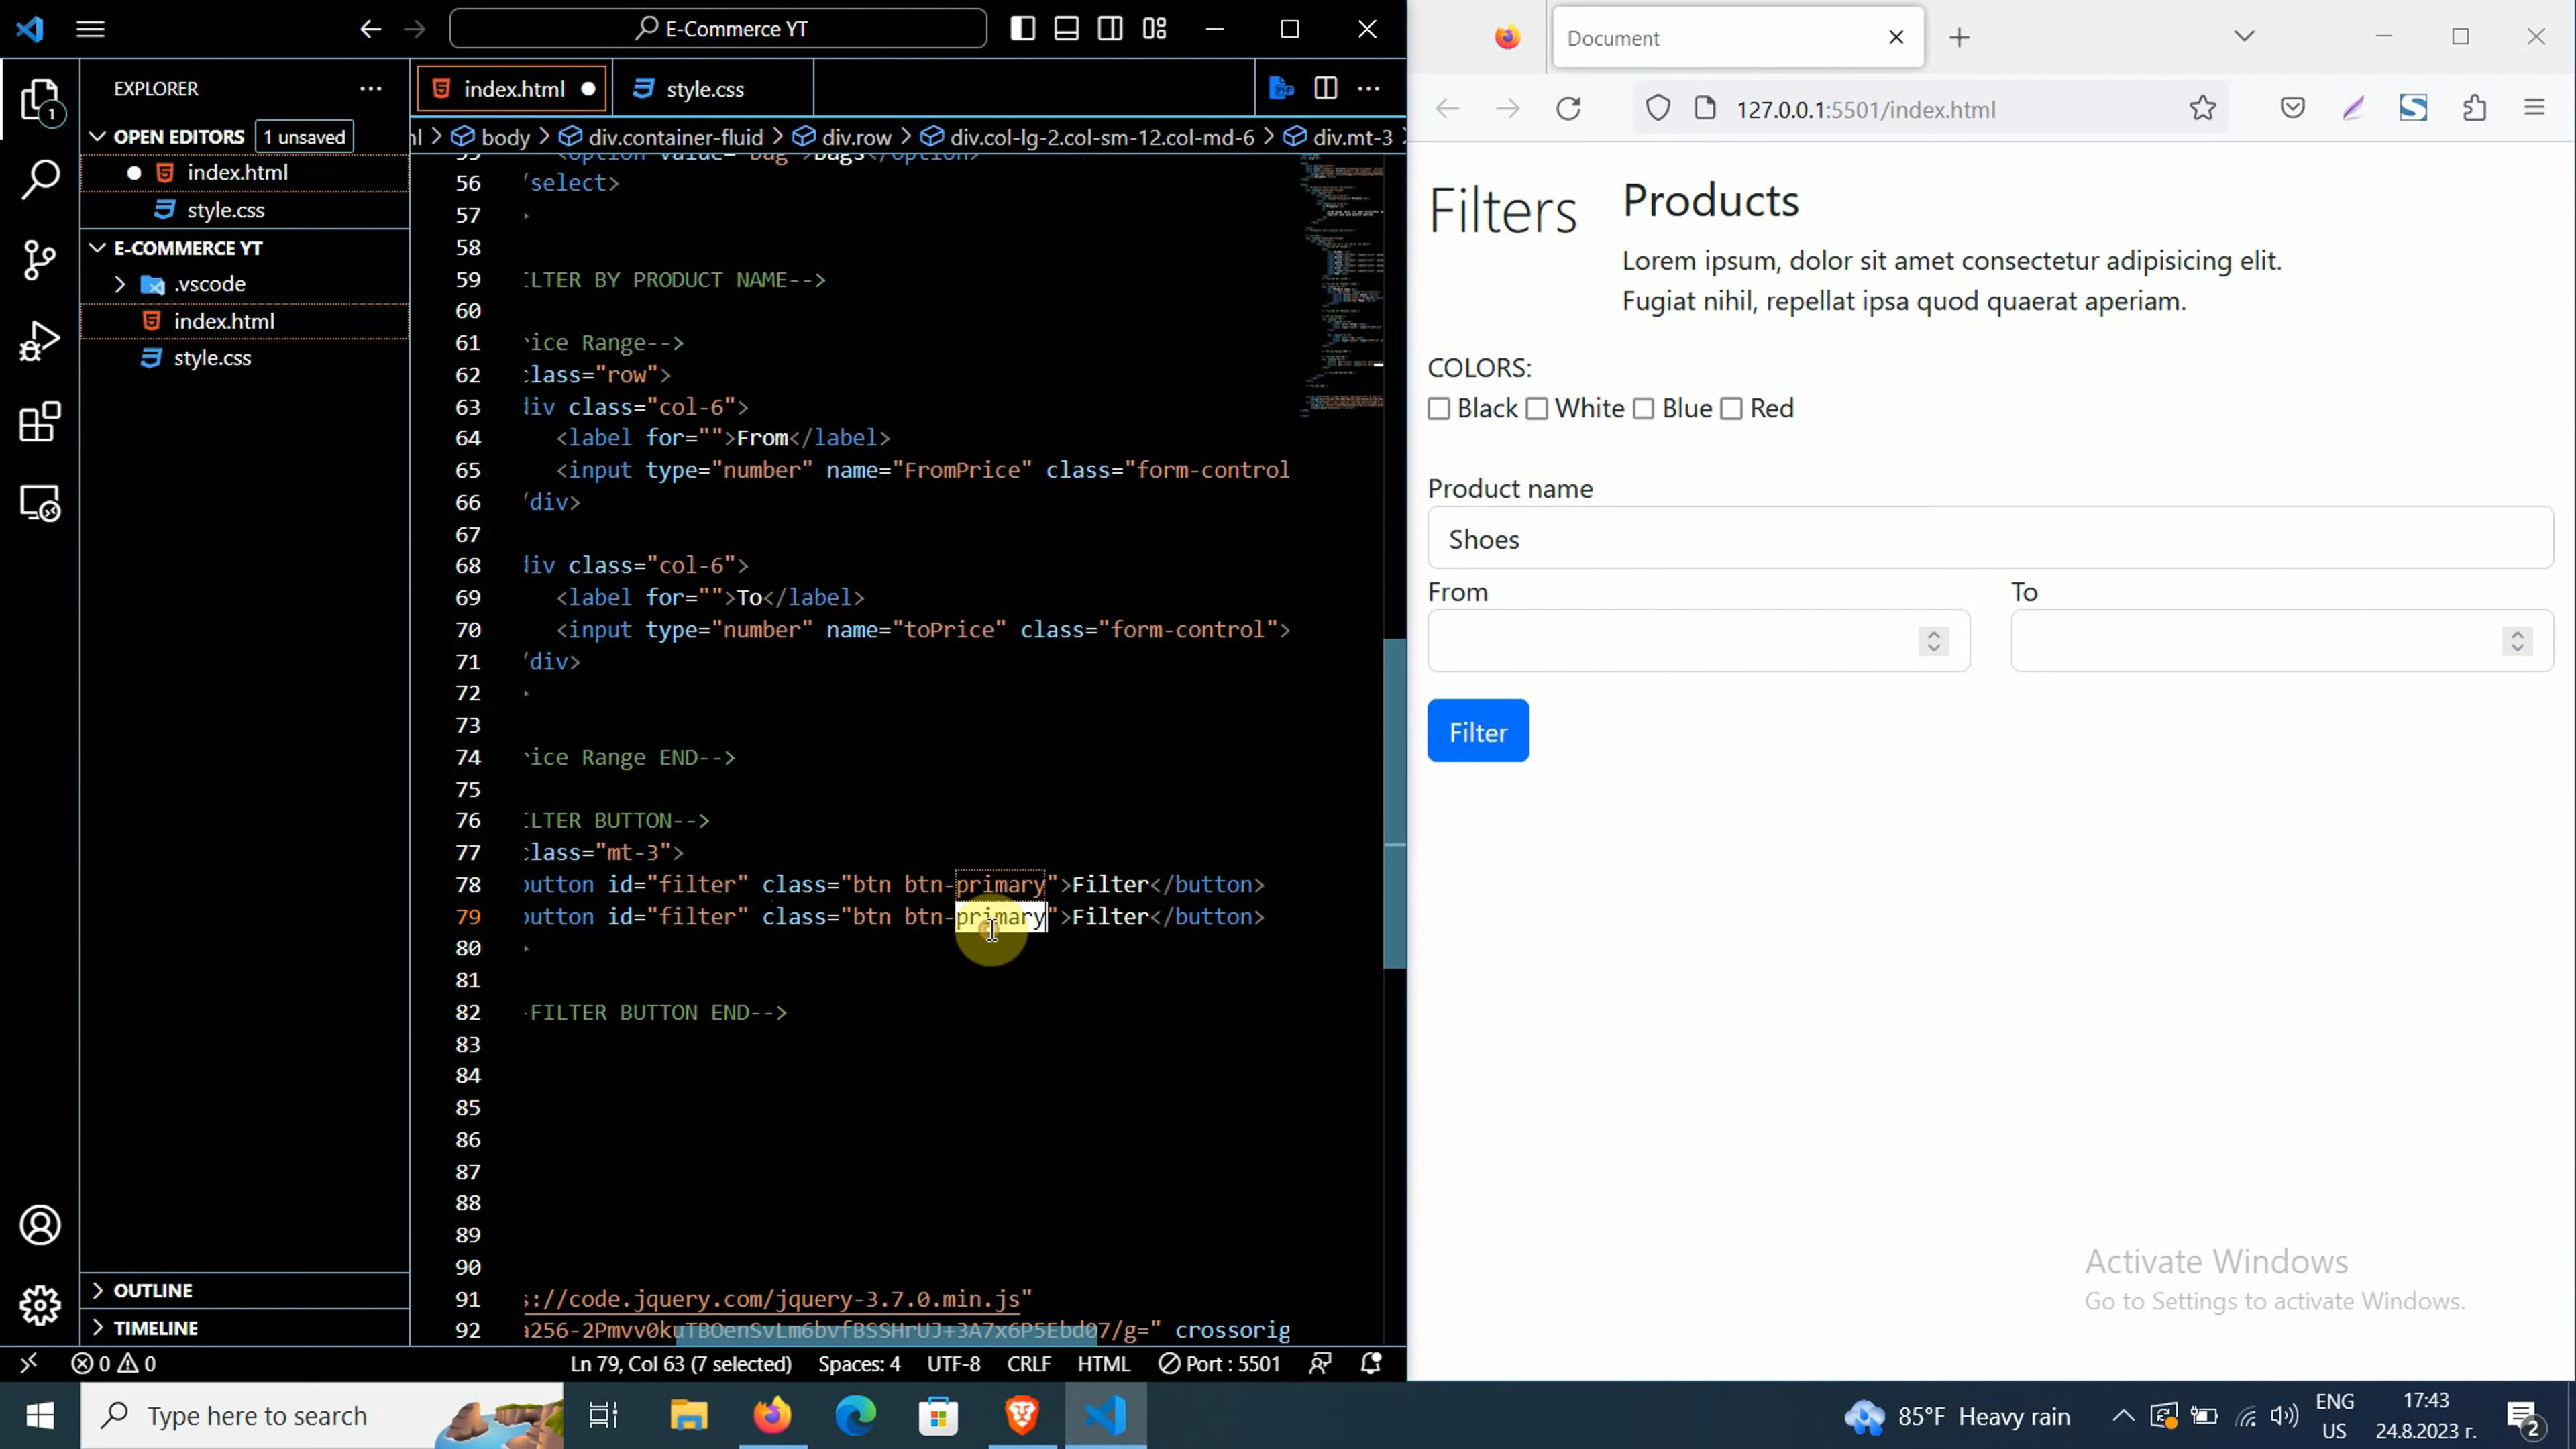 E-Commerce YT
EXPLORER
OPEN EDITORS 1 unsaved
index.html
style.css
E-COMMERCE YT
.vscode
index.html
style.css
OUTLINE
TIMELINE
index.html
style.css
body > div.container-fluid > div.row > div.col-lg-2.col-sm-12.col-md-6 > div.mt-3
56 /select>
57
58
59 ILTER BY PRODUCT NAME-->
60
61 rice Range-->
62 class="row">
63 div class="col-6">
64 <label for="">From</label>
65 <input type="number" name="FromPrice" class="form-control
66 /div>
67
68 div class="col-6">
69 <label for="">To</label>
70 <input type="number" name="toPrice" class="form-control">
71 /div>
72
73
74 rice Range END-->
75
76 ILTER BUTTON-->
77 class="mt-3">
78 button id="filter" class="btn btn-primary">Filter</button>
79 button id="filter" class="btn btn-primary">Filter</button>
80
81
82 -FILTER BUTTON END-->
83
84
85
86
87
88
89
90
91 s://code.jquery.com/jquery-3.7.0.min.js"
92 crossorig
0 0
Ln 79, Col 63 (7 selected) Spaces: 4 UTF-8 CRLF HTML Port : 5501
Document
127.0.0.1:5501/index.html
Filters
Products
Lorem ipsum, dolor sit amet consectetur adipisicing elit.
Fugiat nihil, repellat ipsa quod quaerat aperiam.
COLORS:
Black White Blue Red
Product name
Shoes
From To
Filter
Activate Windows
Go to Settings to activate Windows.
Type here to search
85°F Heavy rain
ENG
US
17:43
24.8.2023 г.
2